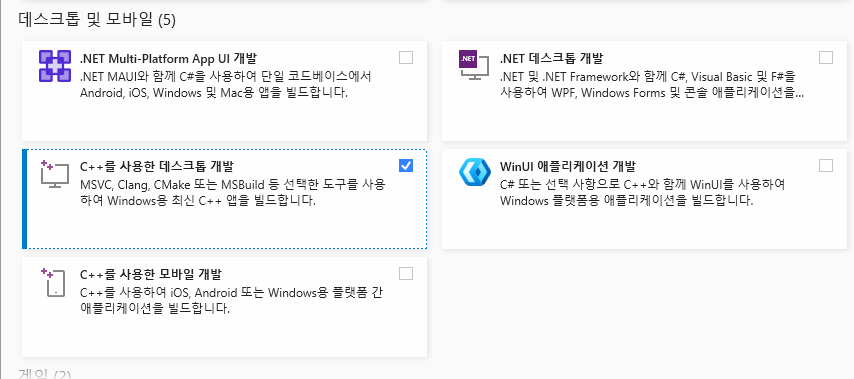 데스크톱 및 모바일 (5)
.NET Multi-Platform App UI 개발
.NET MAUI와 함께 C#을 사용하여 단일 코드베이스에서
Android, iOS, Windows 및 Mac용 앱을 빌드합니다.
.NET
.NET 데스크톱 개발
.NET 및 .NET Framework와 함께 C#, Visual Basic 및 F#을
사용하여 WPF, Windows Forms 및 콘솔 애플리케이션을...
C++를 사용한 데스크톱 개발
MSVC, Clang, CMake 또는 MSBuild 등 선택한 도구를 사용
하여 Windows용 최신 C++ 앱을 빌드합니다.
WinUI 애플리케이션 개발
C# 또는 선택 사항으로 C++와 함께 WinUI를 사용하여
Windows 플랫폼용 애플리케이션을 빌드합니다.
C++를 사용한 모바일 개발
C++를 사용하여 iOS, Android 또는 Windows용 플랫폼 간
애플리케이션을 빌드합니다.
게임 (2)